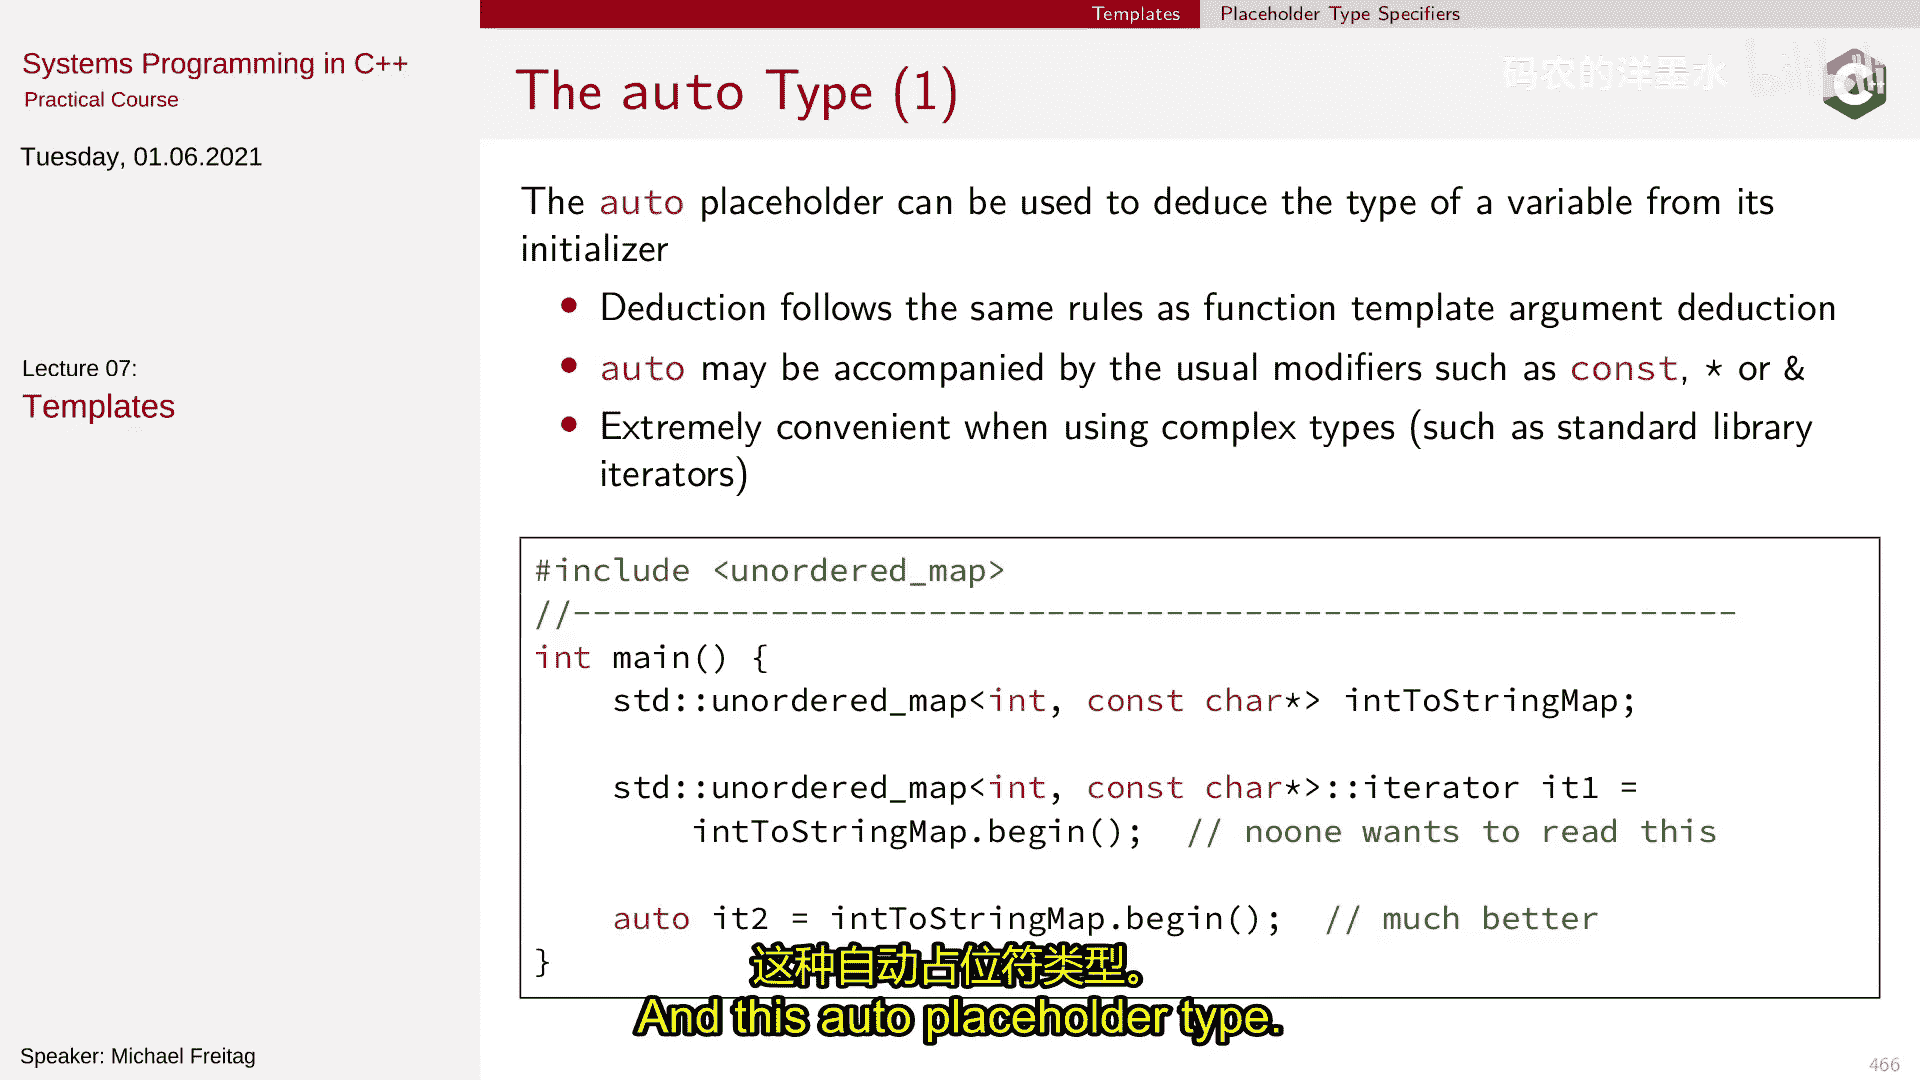 Templates
Placeholder Type Specifiers
Systems Programming in C++
Practical Course
Tuesday, 01.06.2021
Lecture 07:
Templates
Speaker: Michael Freitag
The auto Type (1)
码农的洋墨水
The auto placeholder can be used to deduce the type of a variable from its
initializer
• Deduction follows the same rules as function template argument deduction
• auto may be accompanied by the usual modifiers such as const, * or &
• Extremely convenient when using complex types (such as standard library
iterators)
#include <unordered_map>
//------------------------------------------------------------
int main() {
    std::unordered_map<int, const char*> intToStringMap;
    std::unordered_map<int, const char*>::iterator it1 =
        intToStringMap.begin();  // noone wants to read this
    auto it2 = intToStringMap.begin();  // much better
}
这种自动占位符类型。
And this auto placeholder type.
466